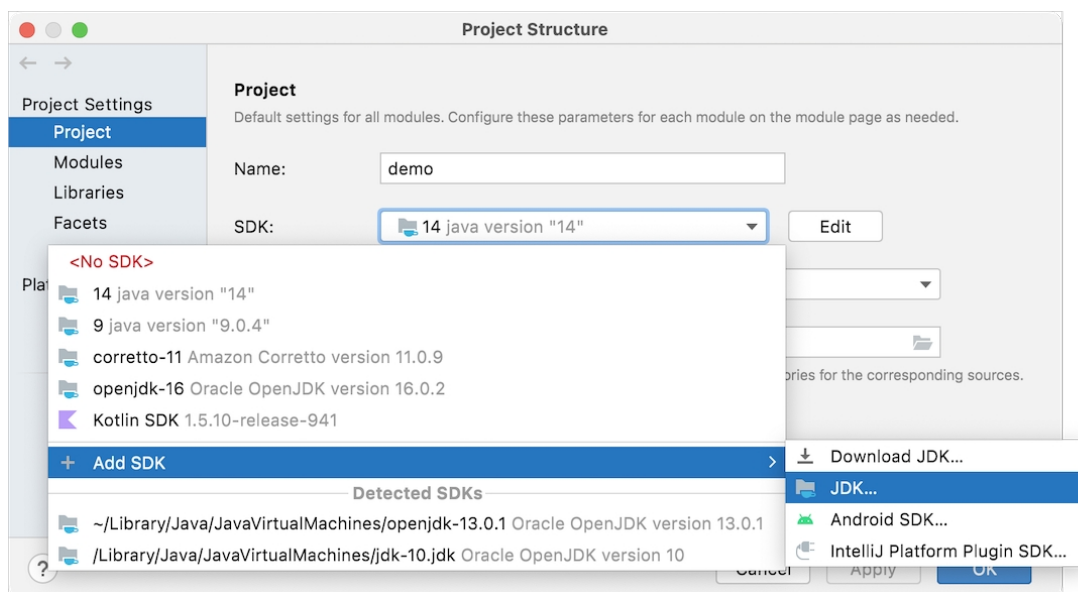 Project Structure
Project Settings
Project
Modules
Libraries
Facets
Project
Default settings for all modules. Configure these parameters for each module on the module page as needed.
Name: demo
SDK: 14 java version "14" Edit
<No SDK>
14 java version "14"
9 java version "9.0.4"
corretto-11 Amazon Corretto version 11.0.9
openjdk-16 Oracle OpenJDK version 16.0.2
Kotlin SDK 1.5.10-release-941
for the corresponding sources.
+ Add SDK
Download JDK...
JDK...
Android SDK...
IntelliJ Platform Plugin SDK...
Detected SDKs
~/Library/Java/JavaVirtualMachines/openjdk-13.0.1 Oracle OpenJDK version 13.0.1
/Library/Java/JavaVirtualMachines/jdk-10.jdk Oracle OpenJDK version 10
?
Cancel Apply OK